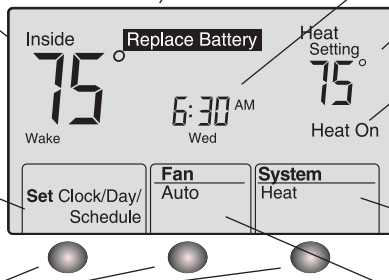 Inside
Replace Battery
Heat
Setting
75°
75°
6:30 AM
Wake
Wed
Heat On
Set Clock/Day/
Schedule
Fan
Auto
System
Heat